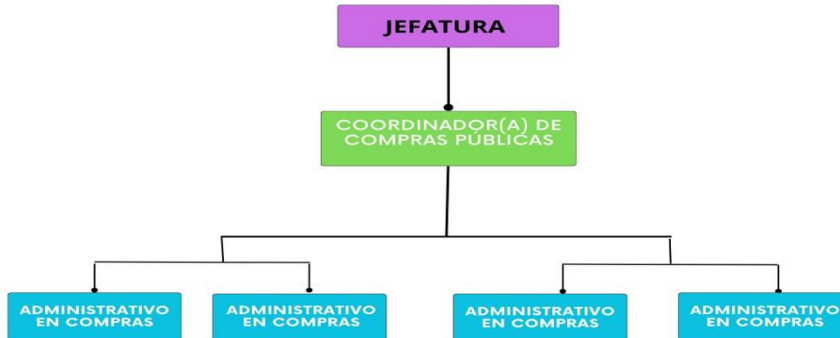 JEFATURA
COORDINADOR(A) DE
COMPRAS PÚBLICAS
ADMINISTRATIVO
EN COMPRAS
ADMINISTRATIVO
EN COMPRAS
ADMINISTRATIVO
EN COMPRAS
ADMINISTRATIVO
EN COMPRAS